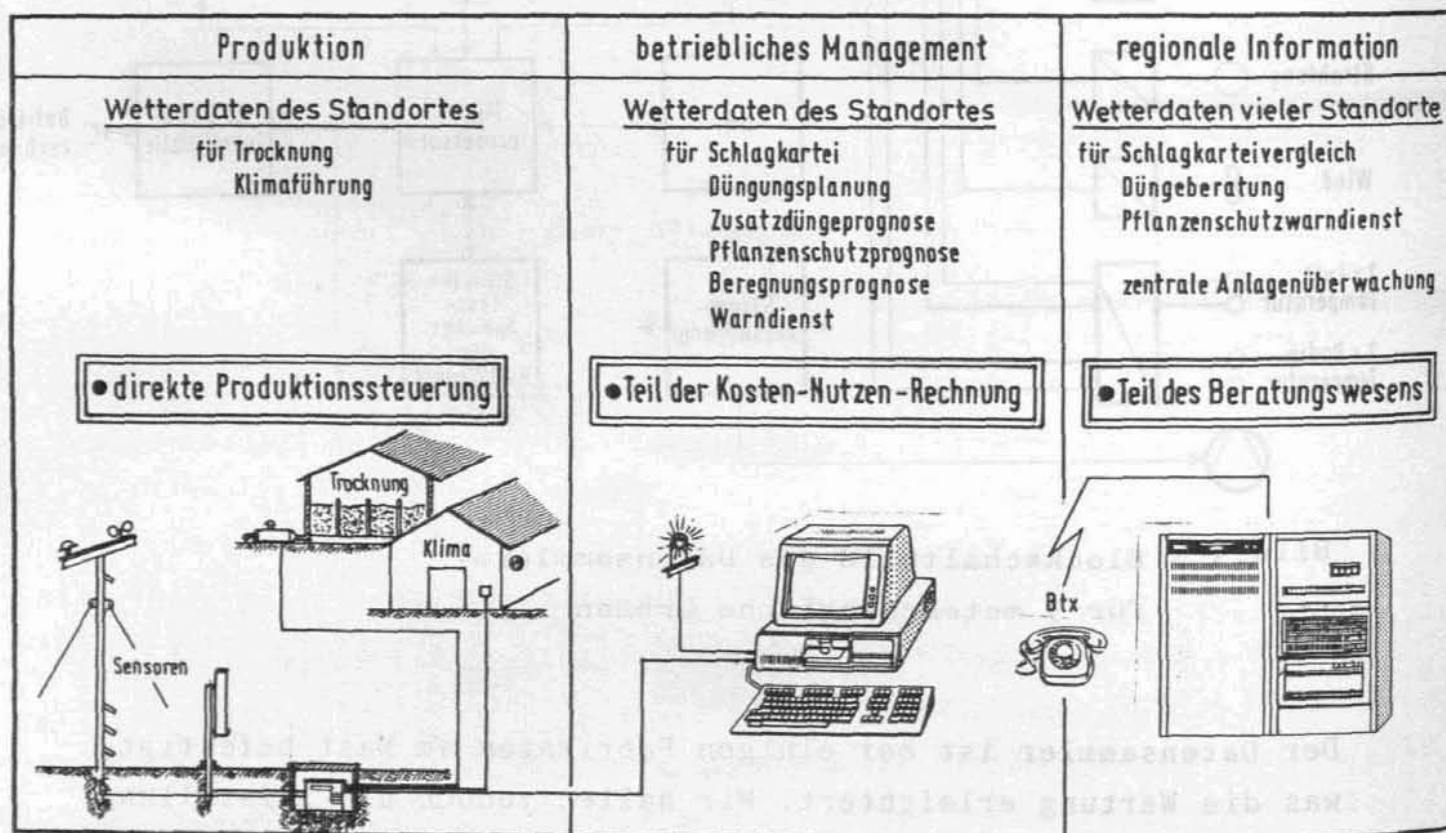 Produktion
Wetterdaten des Standortes
für Trocknung
Klimaführung
● direkte Produktionssteuerung
Trocknung
Klima
Sensoren
betriebliches Management
Wetterdaten des Standortes
für Schlagkartei
Düngungsplanung
Zusatzdüngeprognose
Pflanzenschutzprognose
Beregnungsprognose
Warndienst
● Teil der Kosten-Nutzen-Rechnung
regionale Information
Wetterdaten vieler Standorte
für Schlagkarteivergleich
Düngeberatung
Pflanzenschutzwarndienst
zentrale Anlagenüberwachung
● Teil des Beratungswesens
Btx
Der Datensammler ist bei einigen Fabrikaten am Mast befestigt
was die Wartung erleichtert. Wir